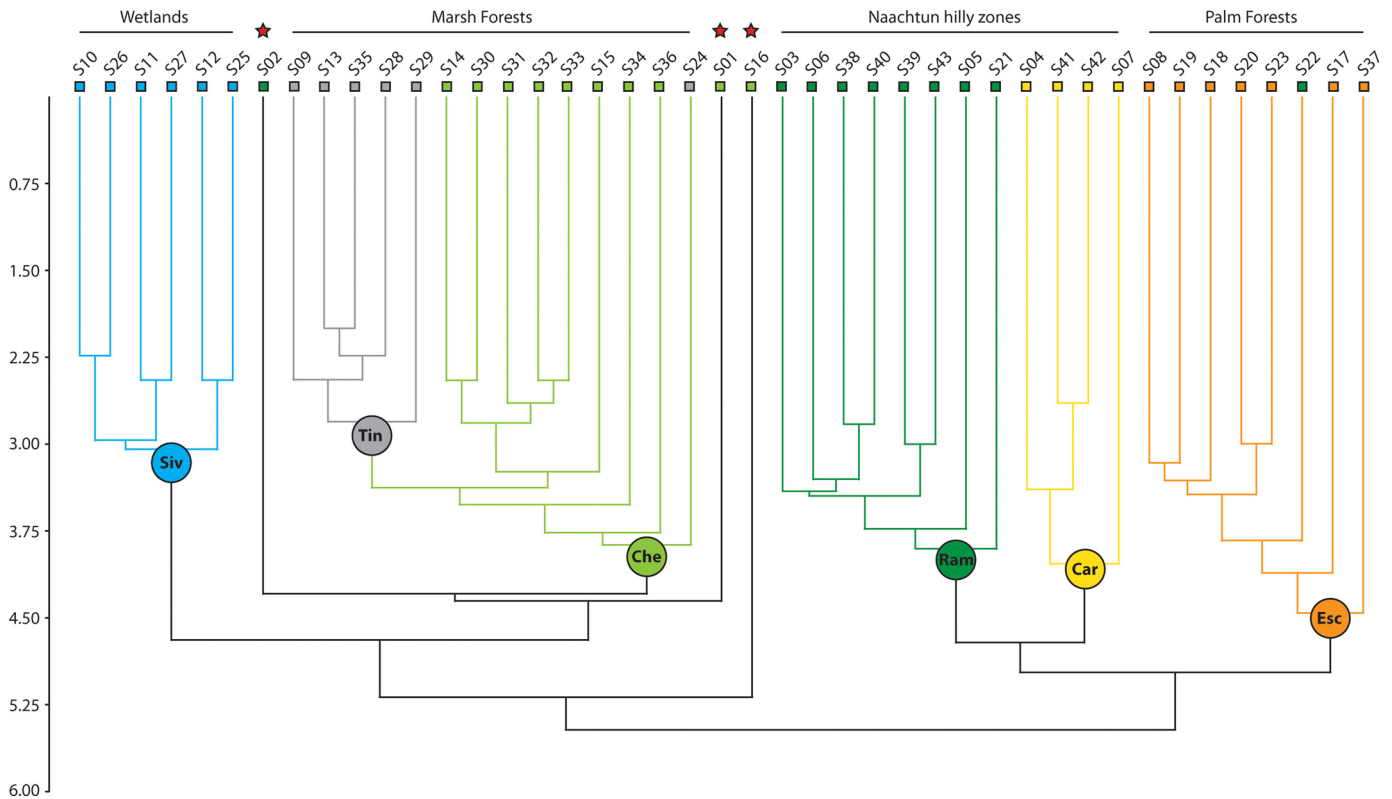 Wetlands Marsh Forests Naachtun hilly zones Palm Forests
S10 S26 S11 S27 S12 S25 S02 S09 S13 S35 S28 S29 S14 S30 S31 S32 S33 S15 S34 S36 S24 S01 S16 S03 S06 S38 S40 S39 S43 S05 S21 S04 S41 S42 S07 S08 S19 S18 S20 S23 S22 S17 S37
0.75
1.50
2.25
3.00
Tin
Siv
3.75
Che
Ram
Car
4.50
Esc
5.25
6.00